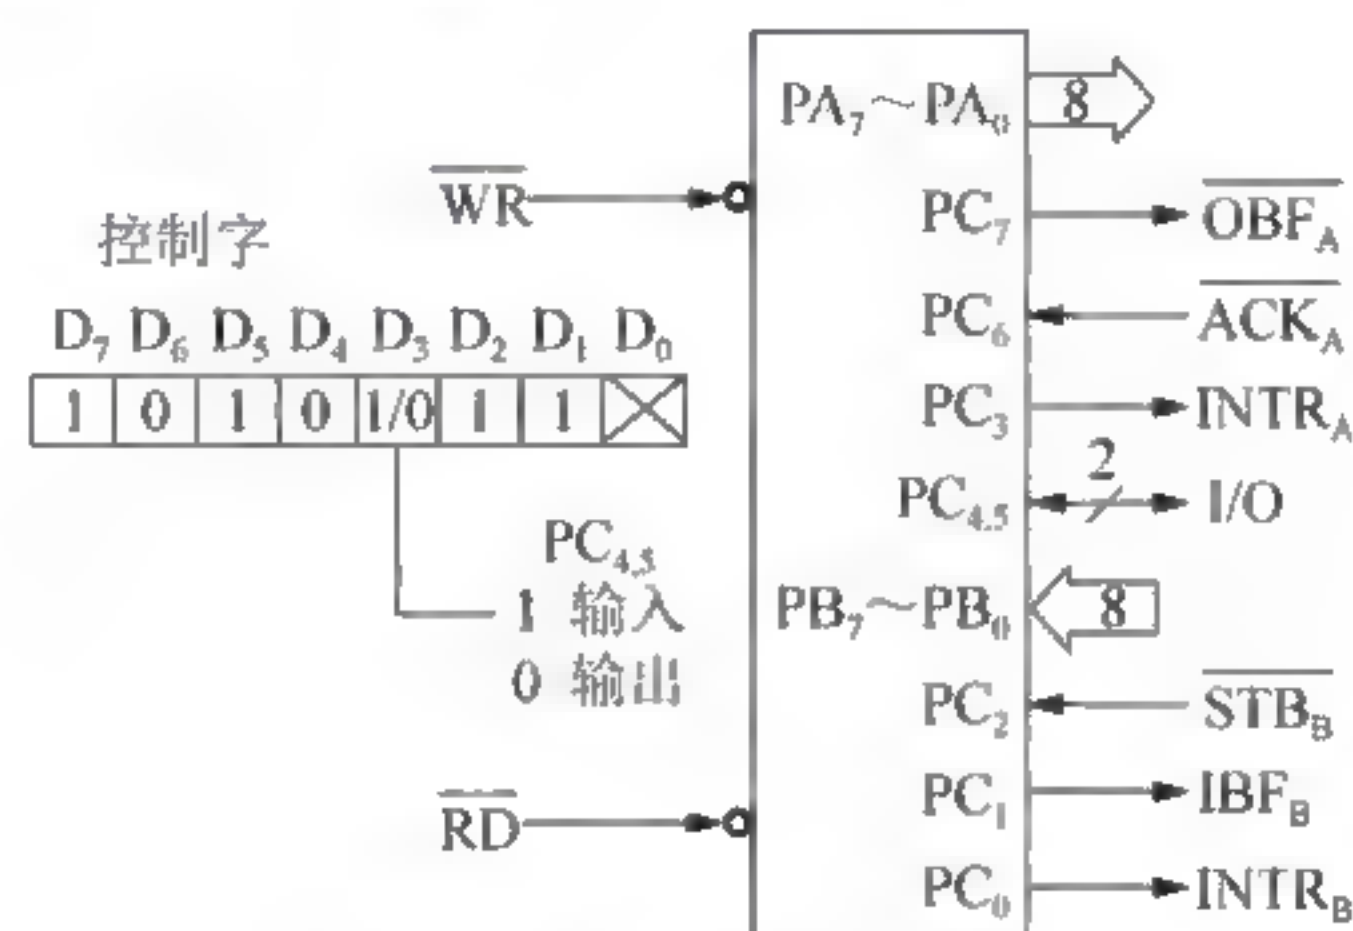 PA₇～PA₀ 8
WR
PC₇ OBF_A
控制字
PC₆ ACK_A
D₇ D₆ D₅ D₄ D₃ D₂ D₁ D₀
1 0 1 0 1/0 1 1
PC₃ INTR_A
2
PC₄.₅ I/O
PC₄,₅
1 输入
0 输出
PB₇～PB₀ 8
PC₂ STB_B
RD
PC₁ IBF_B
PC₀ INTR_B